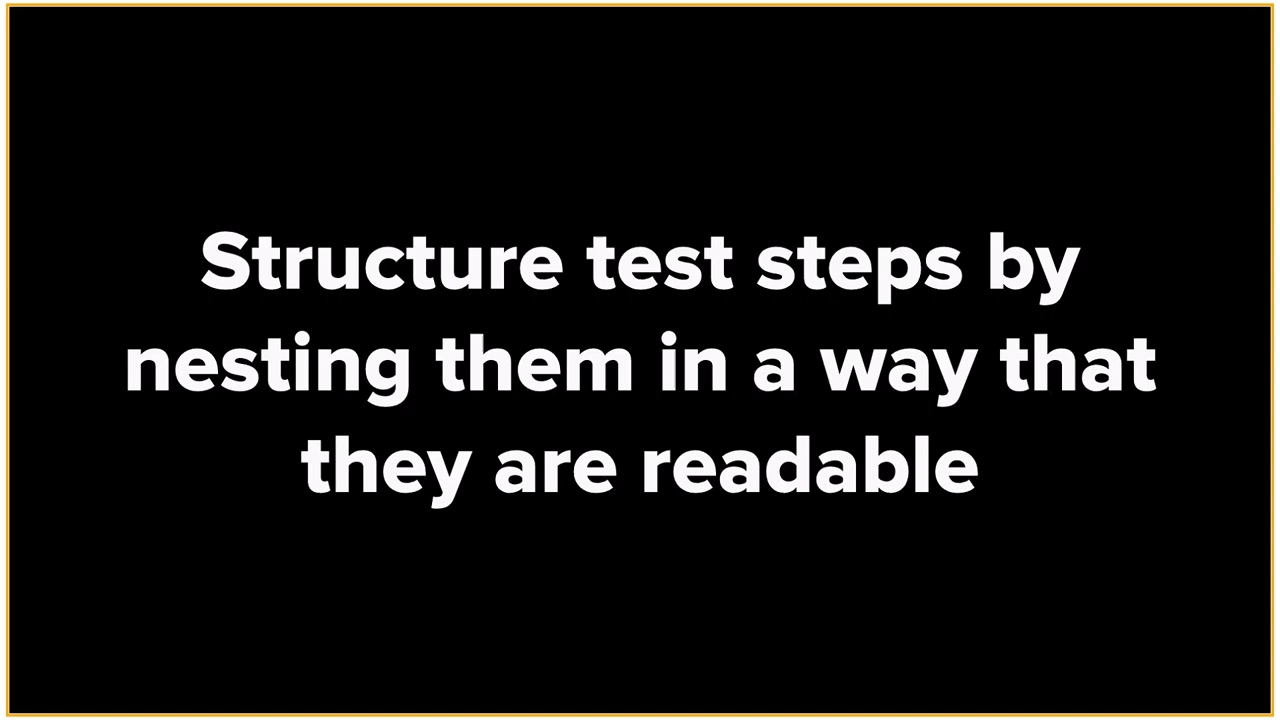 Structure test steps by
nesting them in a way that
they are readable